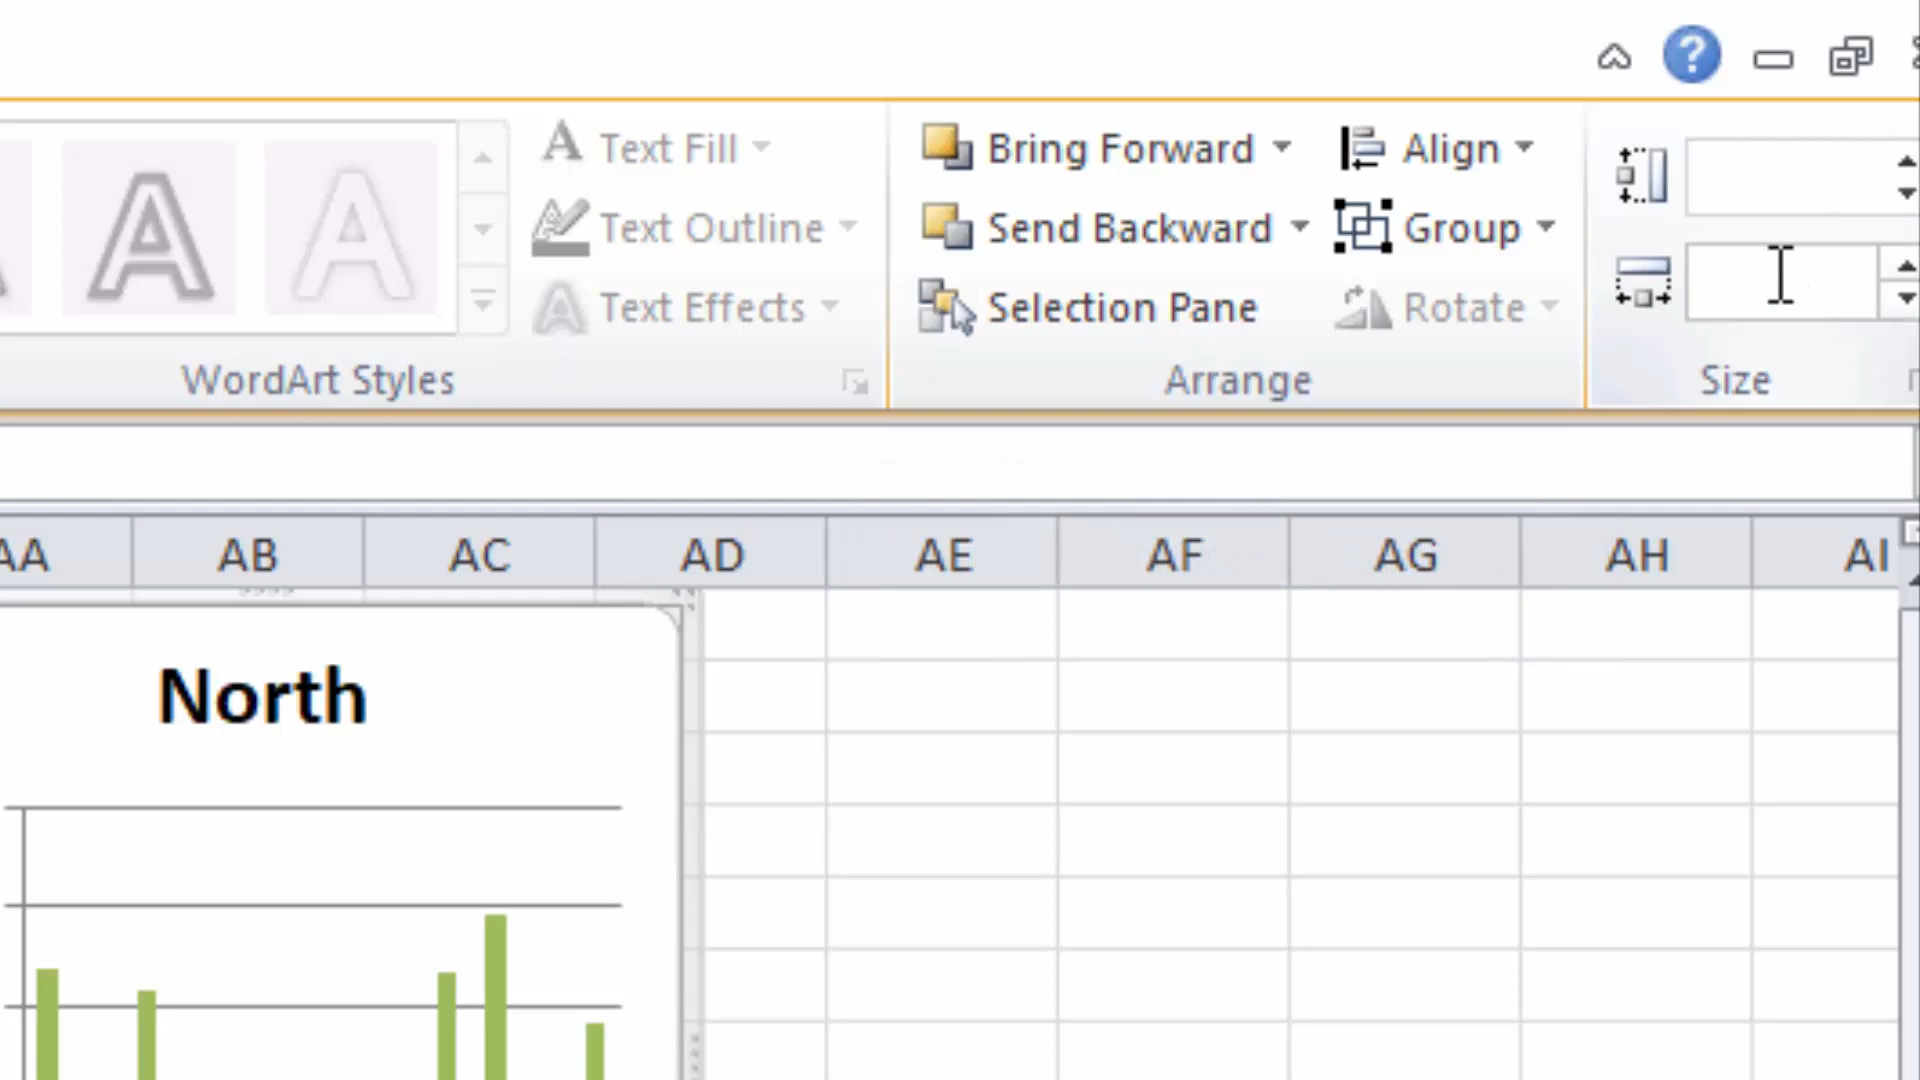 ?
Text Fill
Bring Forward
Align
Text Outline
Send Backward
Group
Text Effects
Selection Pane
Rotate
WordArt Styles
Arrange
Size
AA AB AC AD AE AF AG AH AI
North